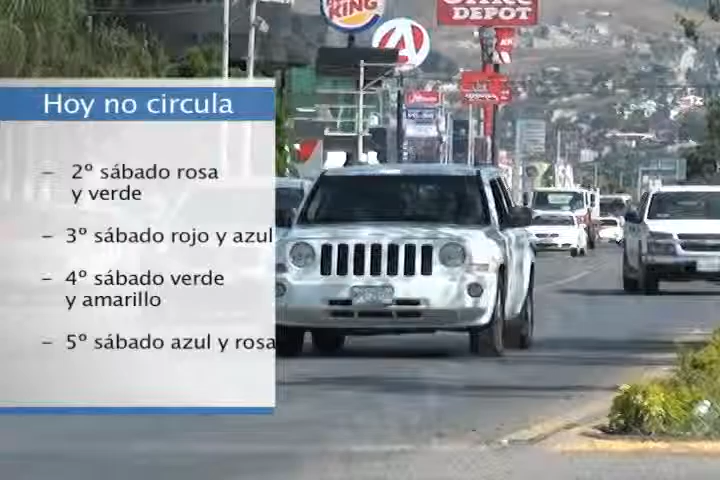 KING
Office
DEPOT
A
Hoy no circula
- 2º sábado rosa
y verde
- 3º sábado rojo y azul
- 4º sábado verde
y amarillo
- 5º sábado azul y rosa